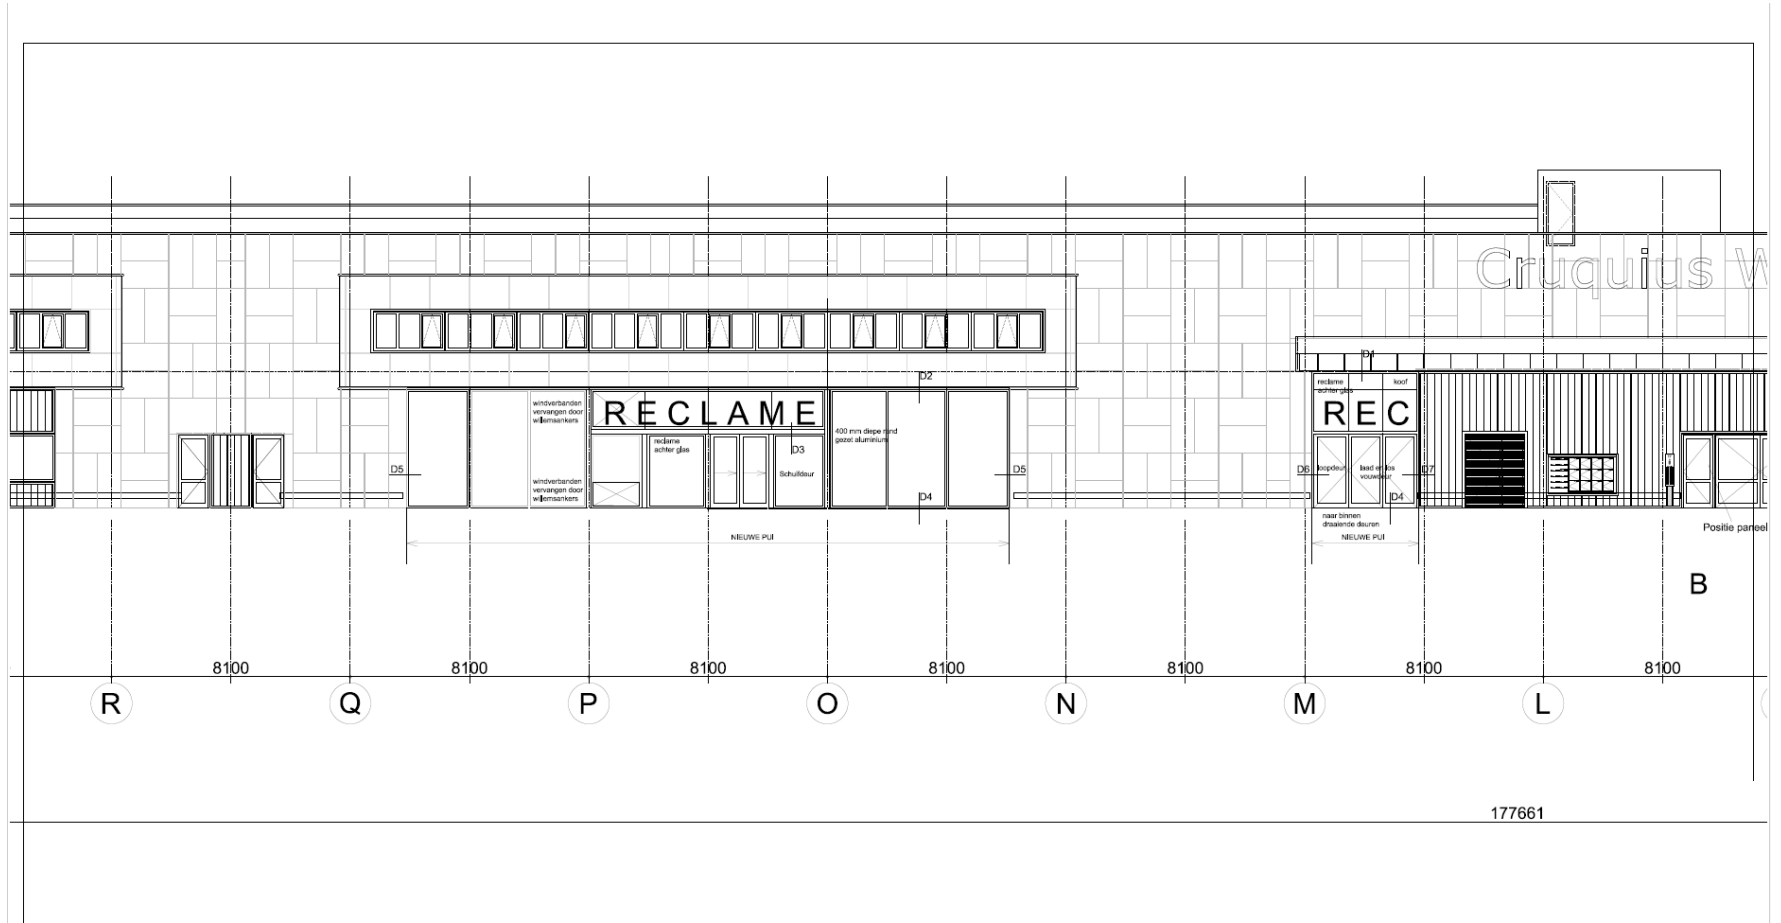 Cruquius W
D1
D2
reclame
achter glas
koof
windverbanden
vervangen door
willemsankers
RECLAME
REC
400 mm diepe rand
gezet aluminium
reclame
achter glas
D3
D5
Schuifdeur
D5
D6
loopdeur
laad en los
vouwdeur
D7
windverbanden
vervangen door
willemsankers
D4
D4
naar binnen
draaiende deuren
Positie paneel
NIEUWE PUI
NIEUWE PUI
B
8100
8100
8100
8100
8100
8100
8100
R
Q
P
O
N
M
L
177661